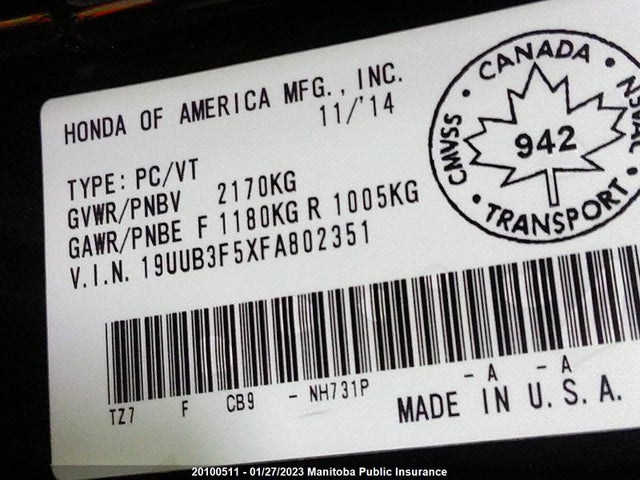 HONDA OF AMERICA MFG., INC.
11/'14
TYPE: PC/VT
GVWR/PNBV 2170KG
GAWR/PNBE F 1180KG R 1005KG
V.I.N. 19UUB3F5XFA802351
CANADA
CMVSS
NSVAC
942
TRANSPORT
TZ7 F CB9 - NH731P - A - A
MADE IN U.S.A.
20100511 - 01/27/2023 Manitoba Public Insurance